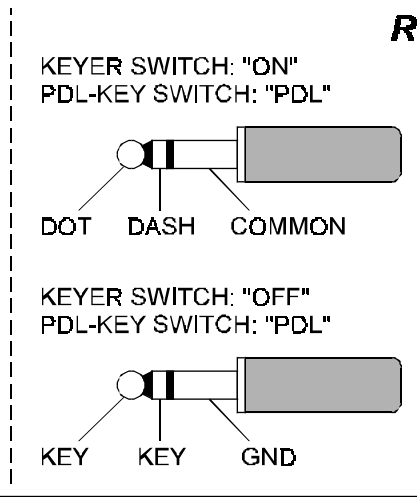 R
KEYER SWITCH: "ON"
PDL-KEY SWITCH: "PDL"
DOT DASH COMMON
KEYER SWITCH: "OFF"
PDL-KEY SWITCH: "PDL"
KEY KEY GND